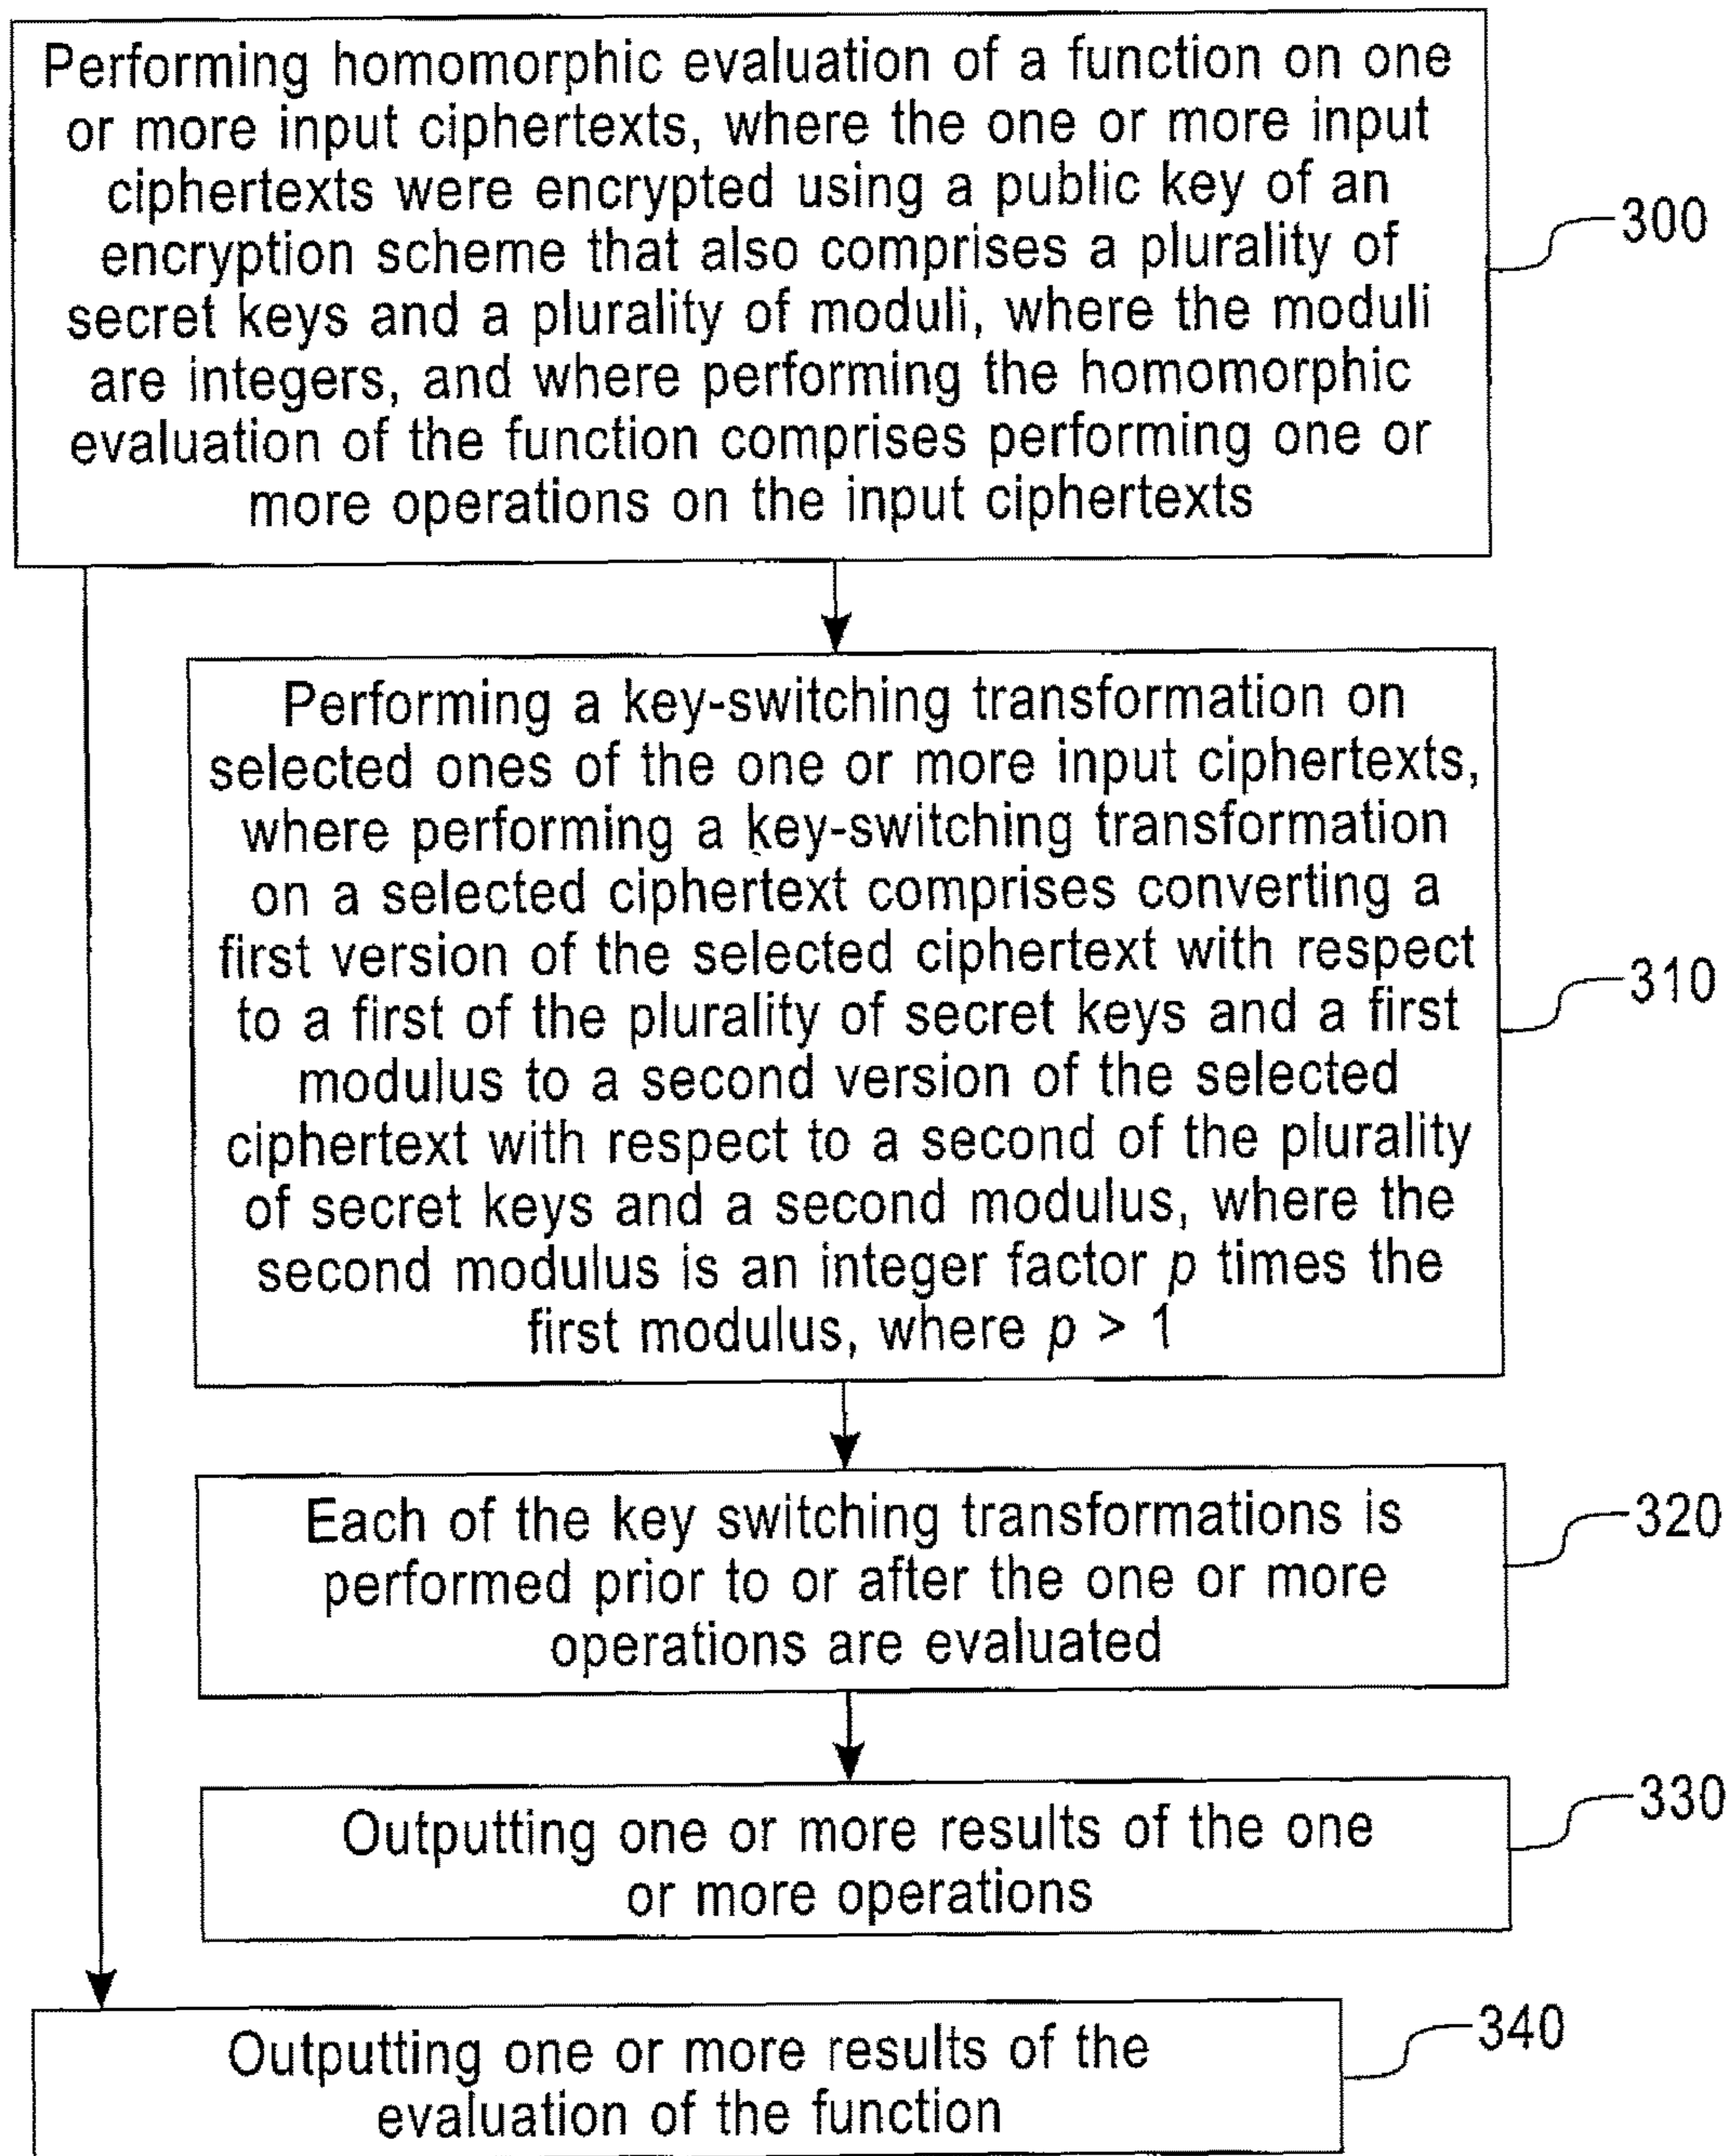 Performing homomorphic evaluation of a function on one
or more input ciphertexts, where the one or more input
ciphertexts were encrypted using a public key of an
encryption scheme that also comprises a plurality of
secret keys and a plurality of moduli, where the moduli
are integers, and where performing the homomorphic
evaluation of the function comprises performing one or
more operations on the input ciphertexts
300
Performing a key-switching transformation on
selected ones of the one or more input ciphertexts,
where performing a key-switching transformation
on a selected ciphertext comprises converting a
first version of the selected ciphertext with respect
to a first of the plurality of secret keys and a first
modulus to a second version of the selected
ciphertext with respect to a second of the plurality
of secret keys and a second modulus, where the
second modulus is an integer factor p times the
first modulus, where p > 1
310
Each of the key switching transformations is
performed prior to or after the one or more
operations are evaluated
320
Outputting one or more results of the one
or more operations
330
Outputting one or more results of the
evaluation of the function
340